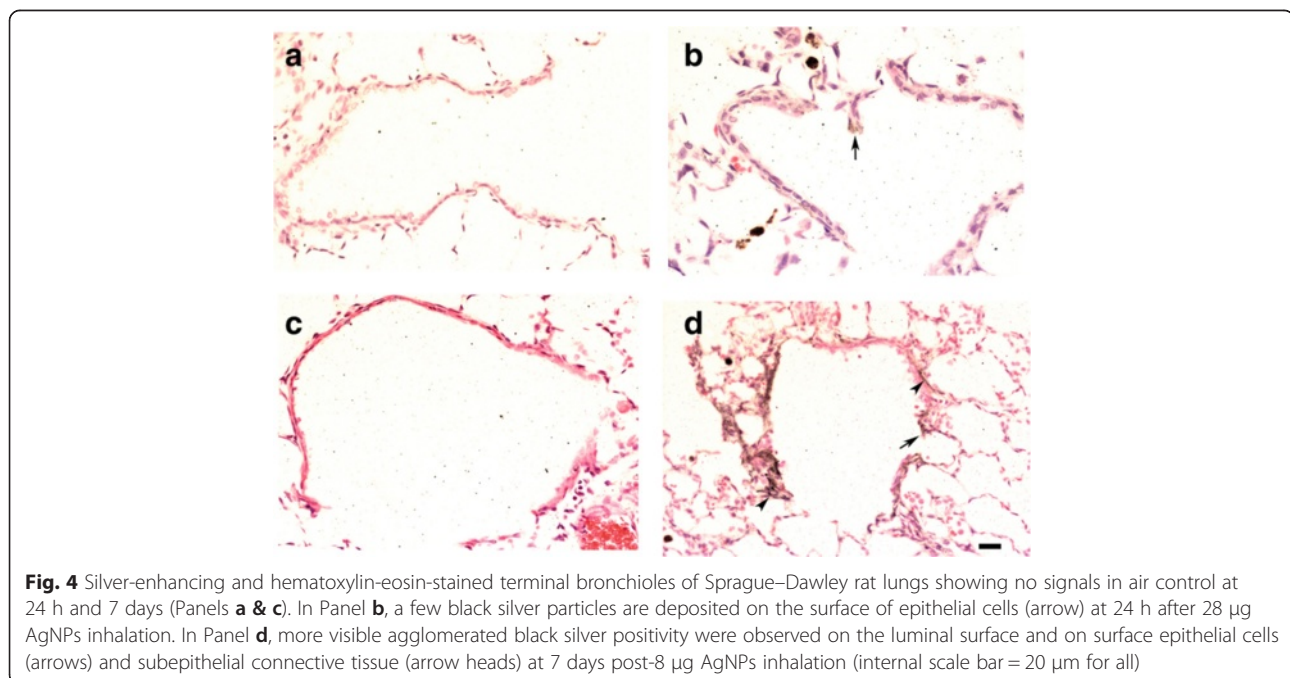 a
b
c
d
Fig. 4 Silver-enhancing and hematoxylin-eosin-stained terminal bronchioles of Sprague–Dawley rat lungs showing no signals in air control at
24 h and 7 days (Panels a & c). In Panel b, a few black silver particles are deposited on the surface of epithelial cells (arrow) at 24 h after 28 μg
AgNPs inhalation. In Panel d, more visible agglomerated black silver positivity were observed on the luminal surface and on surface epithelial cells
(arrows) and subepithelial connective tissue (arrow heads) at 7 days post-8 μg AgNPs inhalation (internal scale bar = 20 μm for all)